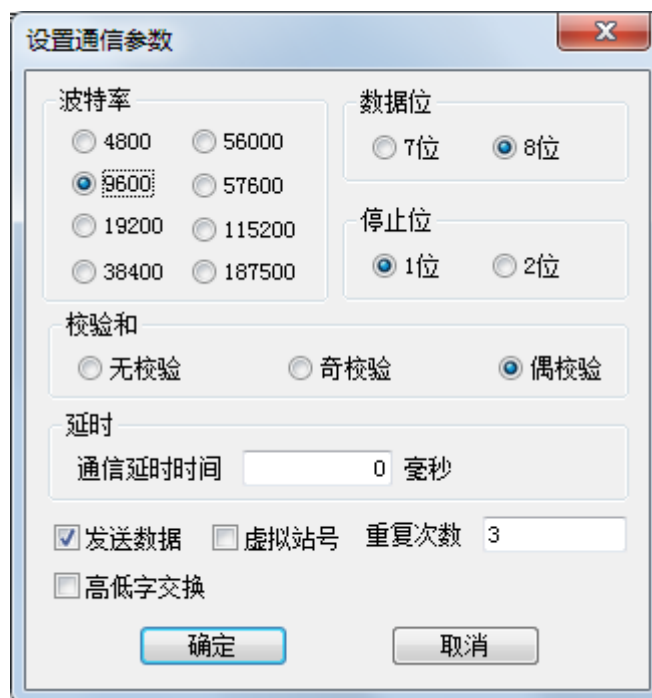 设置通信参数
波特率
4800 56000
9600 57600
19200 115200
38400 187500
数据位
7位 8位
停止位
1位 2位
校验和
无校验 奇校验 偶校验
延时
通信延时时间 0 毫秒
发送数据 虚拟站号 重复次数 3
高低字交换
确定 取消